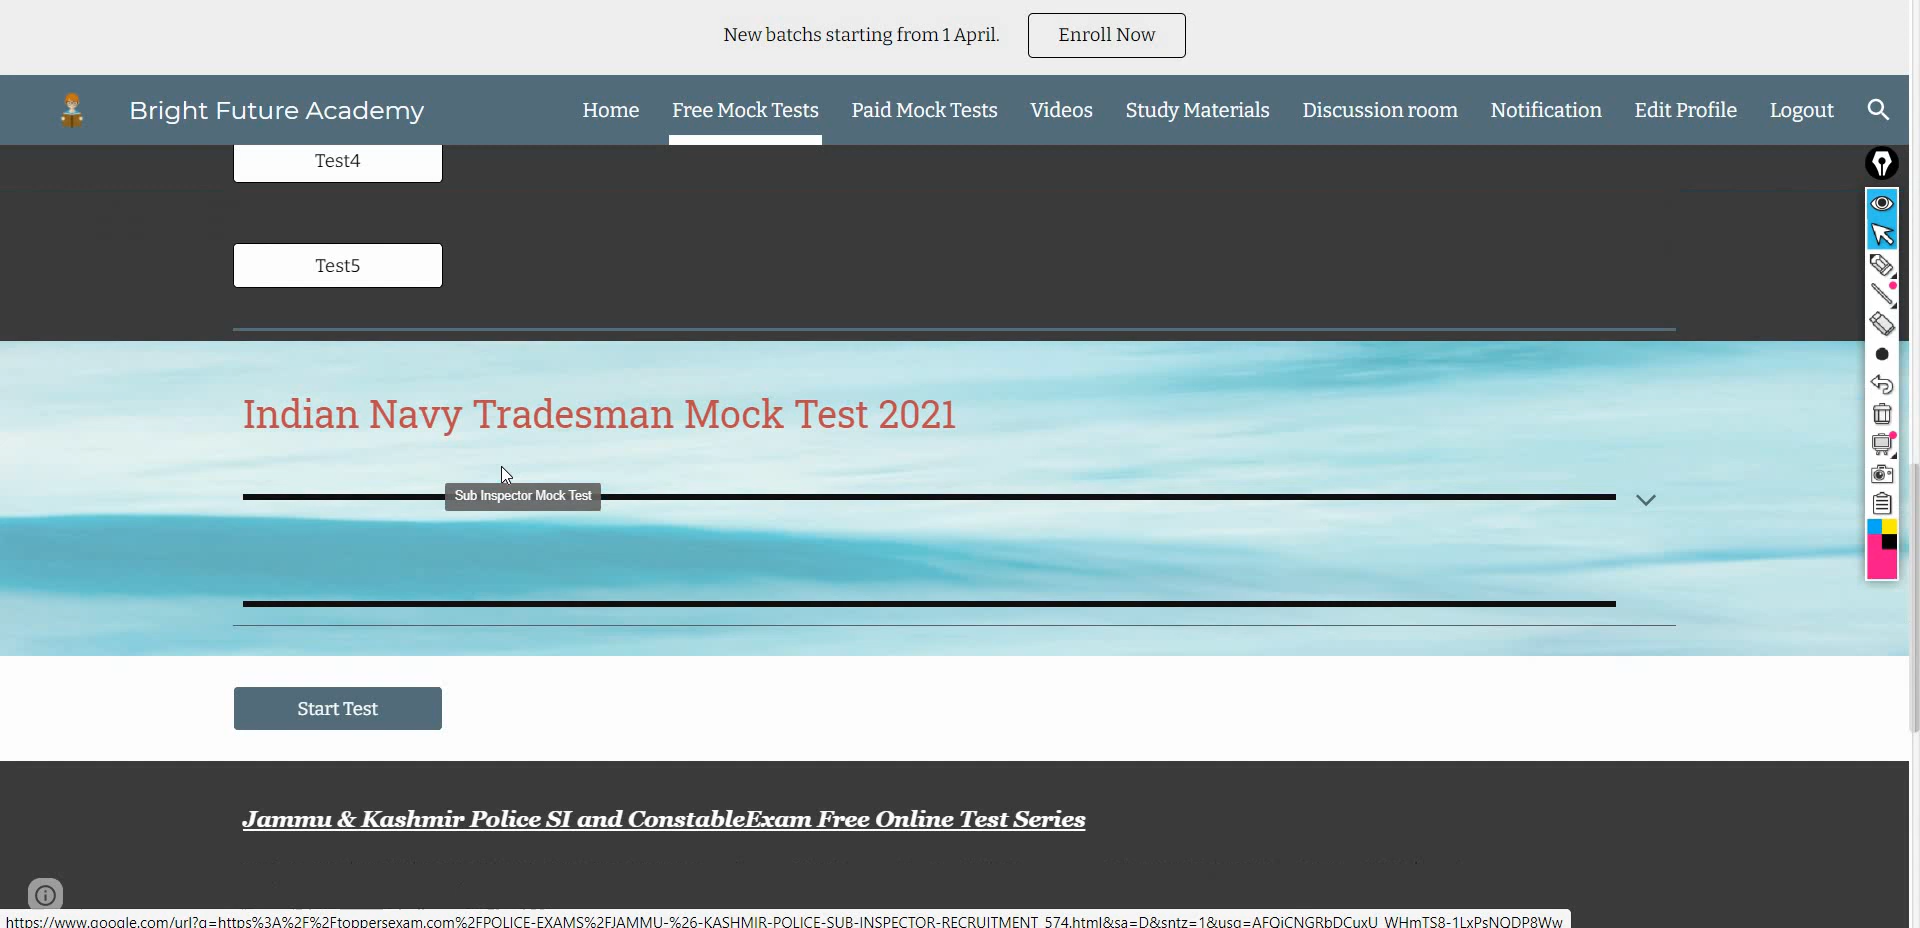 New batchs starting from 1 April.
Enroll Now
Bright Future Academy
Home
Free Mock Tests
Paid Mock Tests
Videos
Study Materials
Discussion room
Notification
Edit Profile
Logout
Test4
Test5
Indian Navy Tradesman Mock Test 2021
Sub Inspector Mock Test
Start Test
Jammu & Kashmir Police SI and ConstableExam Free Online Test Series
https://www.google.com/url?q=https%3A%2F%2Ftoppersexam.com%2FPOLICE-EXAMS%2FJAMMU-%26-KASHMIR-POLICE-SUB-INSPECTOR-RECRUITMENT_574.html&sa=D&sntz=1&usg=AFQjCNGRbDCuxU_WHmTS8-1LxPsNQDP8Ww